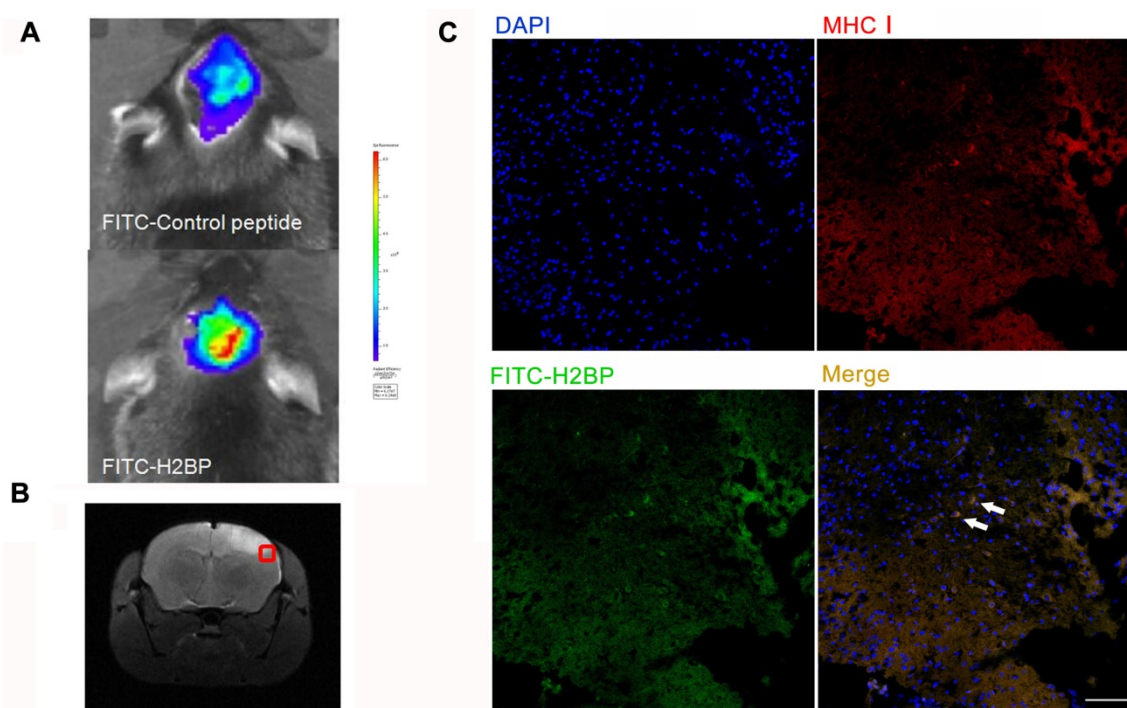 A
FITC-Control peptide
FITC-H2BP
B
C
DAPI
MHC I
FITC-H2BP
Merge